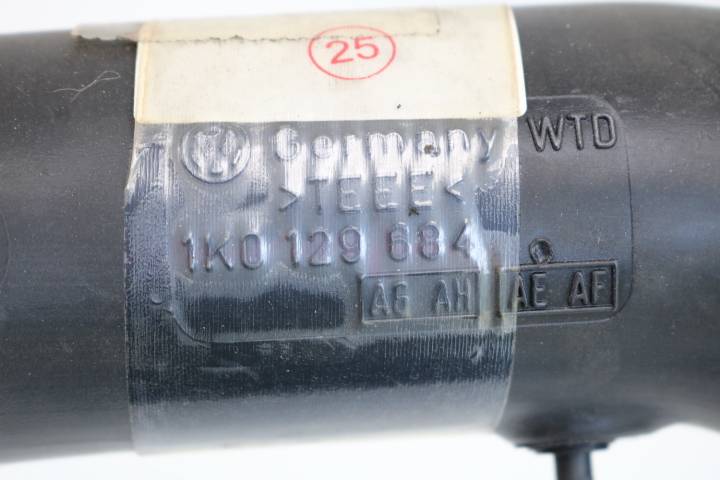 25
Germany WTD
>TEEE<
1K0 129 684
AG AH AE AF